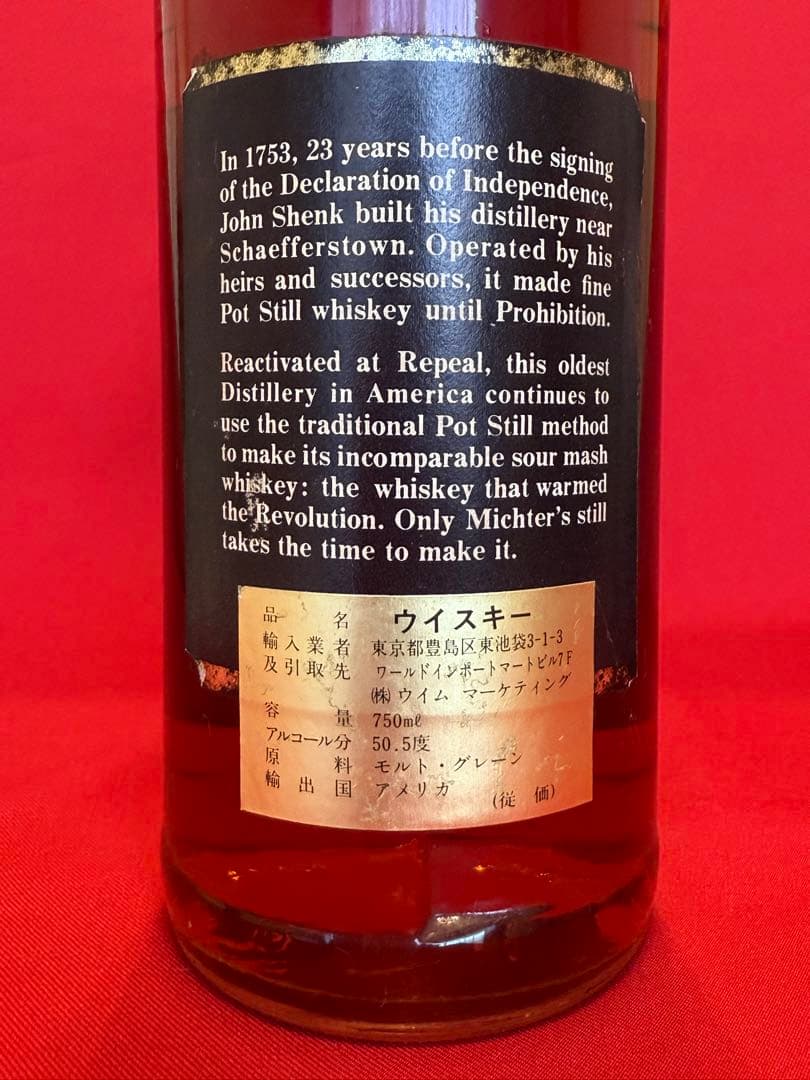 In 1753, 23 years before the signing
of the Declaration of Independence,
John Shenk built his distillery near
Schaefferstown. Operated by his
heirs and successors, it made fine
Pot Still whiskey until Prohibition.
Reactivated at Repeal, this oldest
Distillery in America continues to
use the traditional Pot Still method
to make its incomparable sour mash
whiskey: the whiskey that warmed
the Revolution. Only Michter's still
takes the time to make it.
品名 ウイスキー
輸入業者 東京都豊島区東池袋3-1-3
及引取先 ワールドインポートマートビル7F
㈱ウイム マーケティング
容量 750mℓ
アルコール分 50.5度
原料 モルト・グレーン
輸出国 アメリカ (従価)